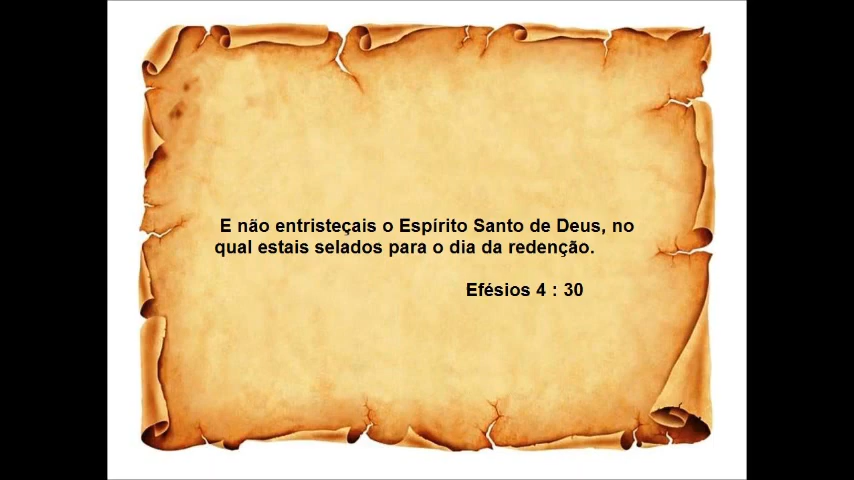 E não entristeçais o Espírito Santo de Deus, no
qual estais selados para o dia da redenção.
Efésios 4 : 30